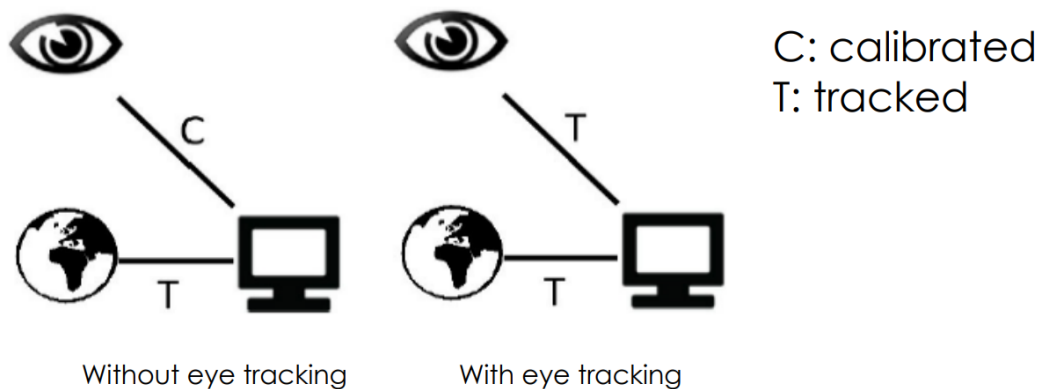 C: calibrated
T: tracked
C
T
T
T
Without eye tracking
With eye tracking